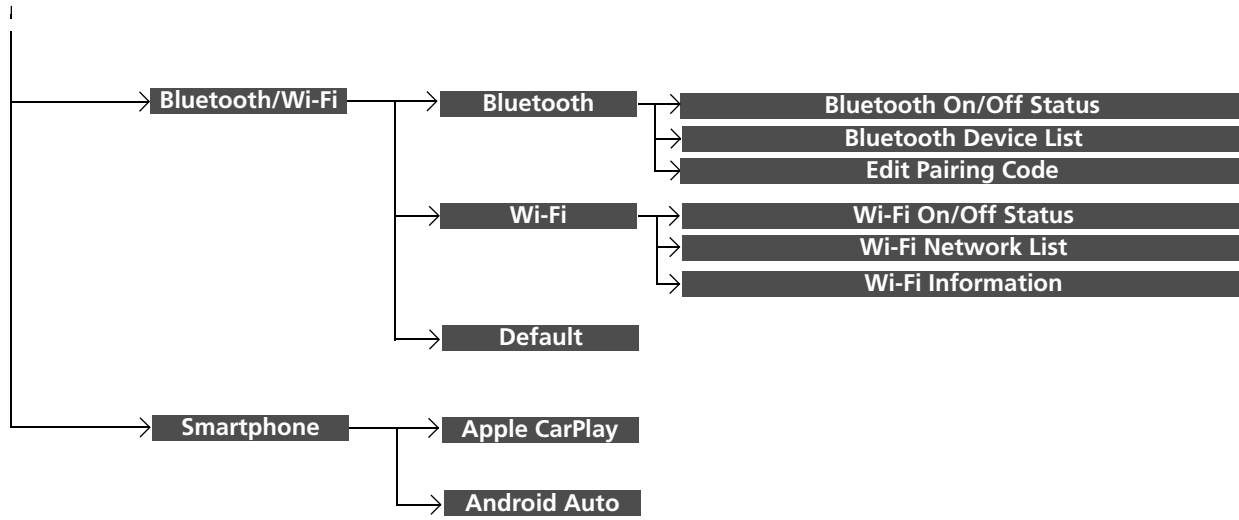 Bluetooth/Wi-Fi
Bluetooth
Bluetooth On/Off Status
Bluetooth Device List
Edit Pairing Code
Wi-Fi
Wi-Fi On/Off Status
Wi-Fi Network List
Wi-Fi Information
Default
Smartphone
Apple CarPlay
Android Auto